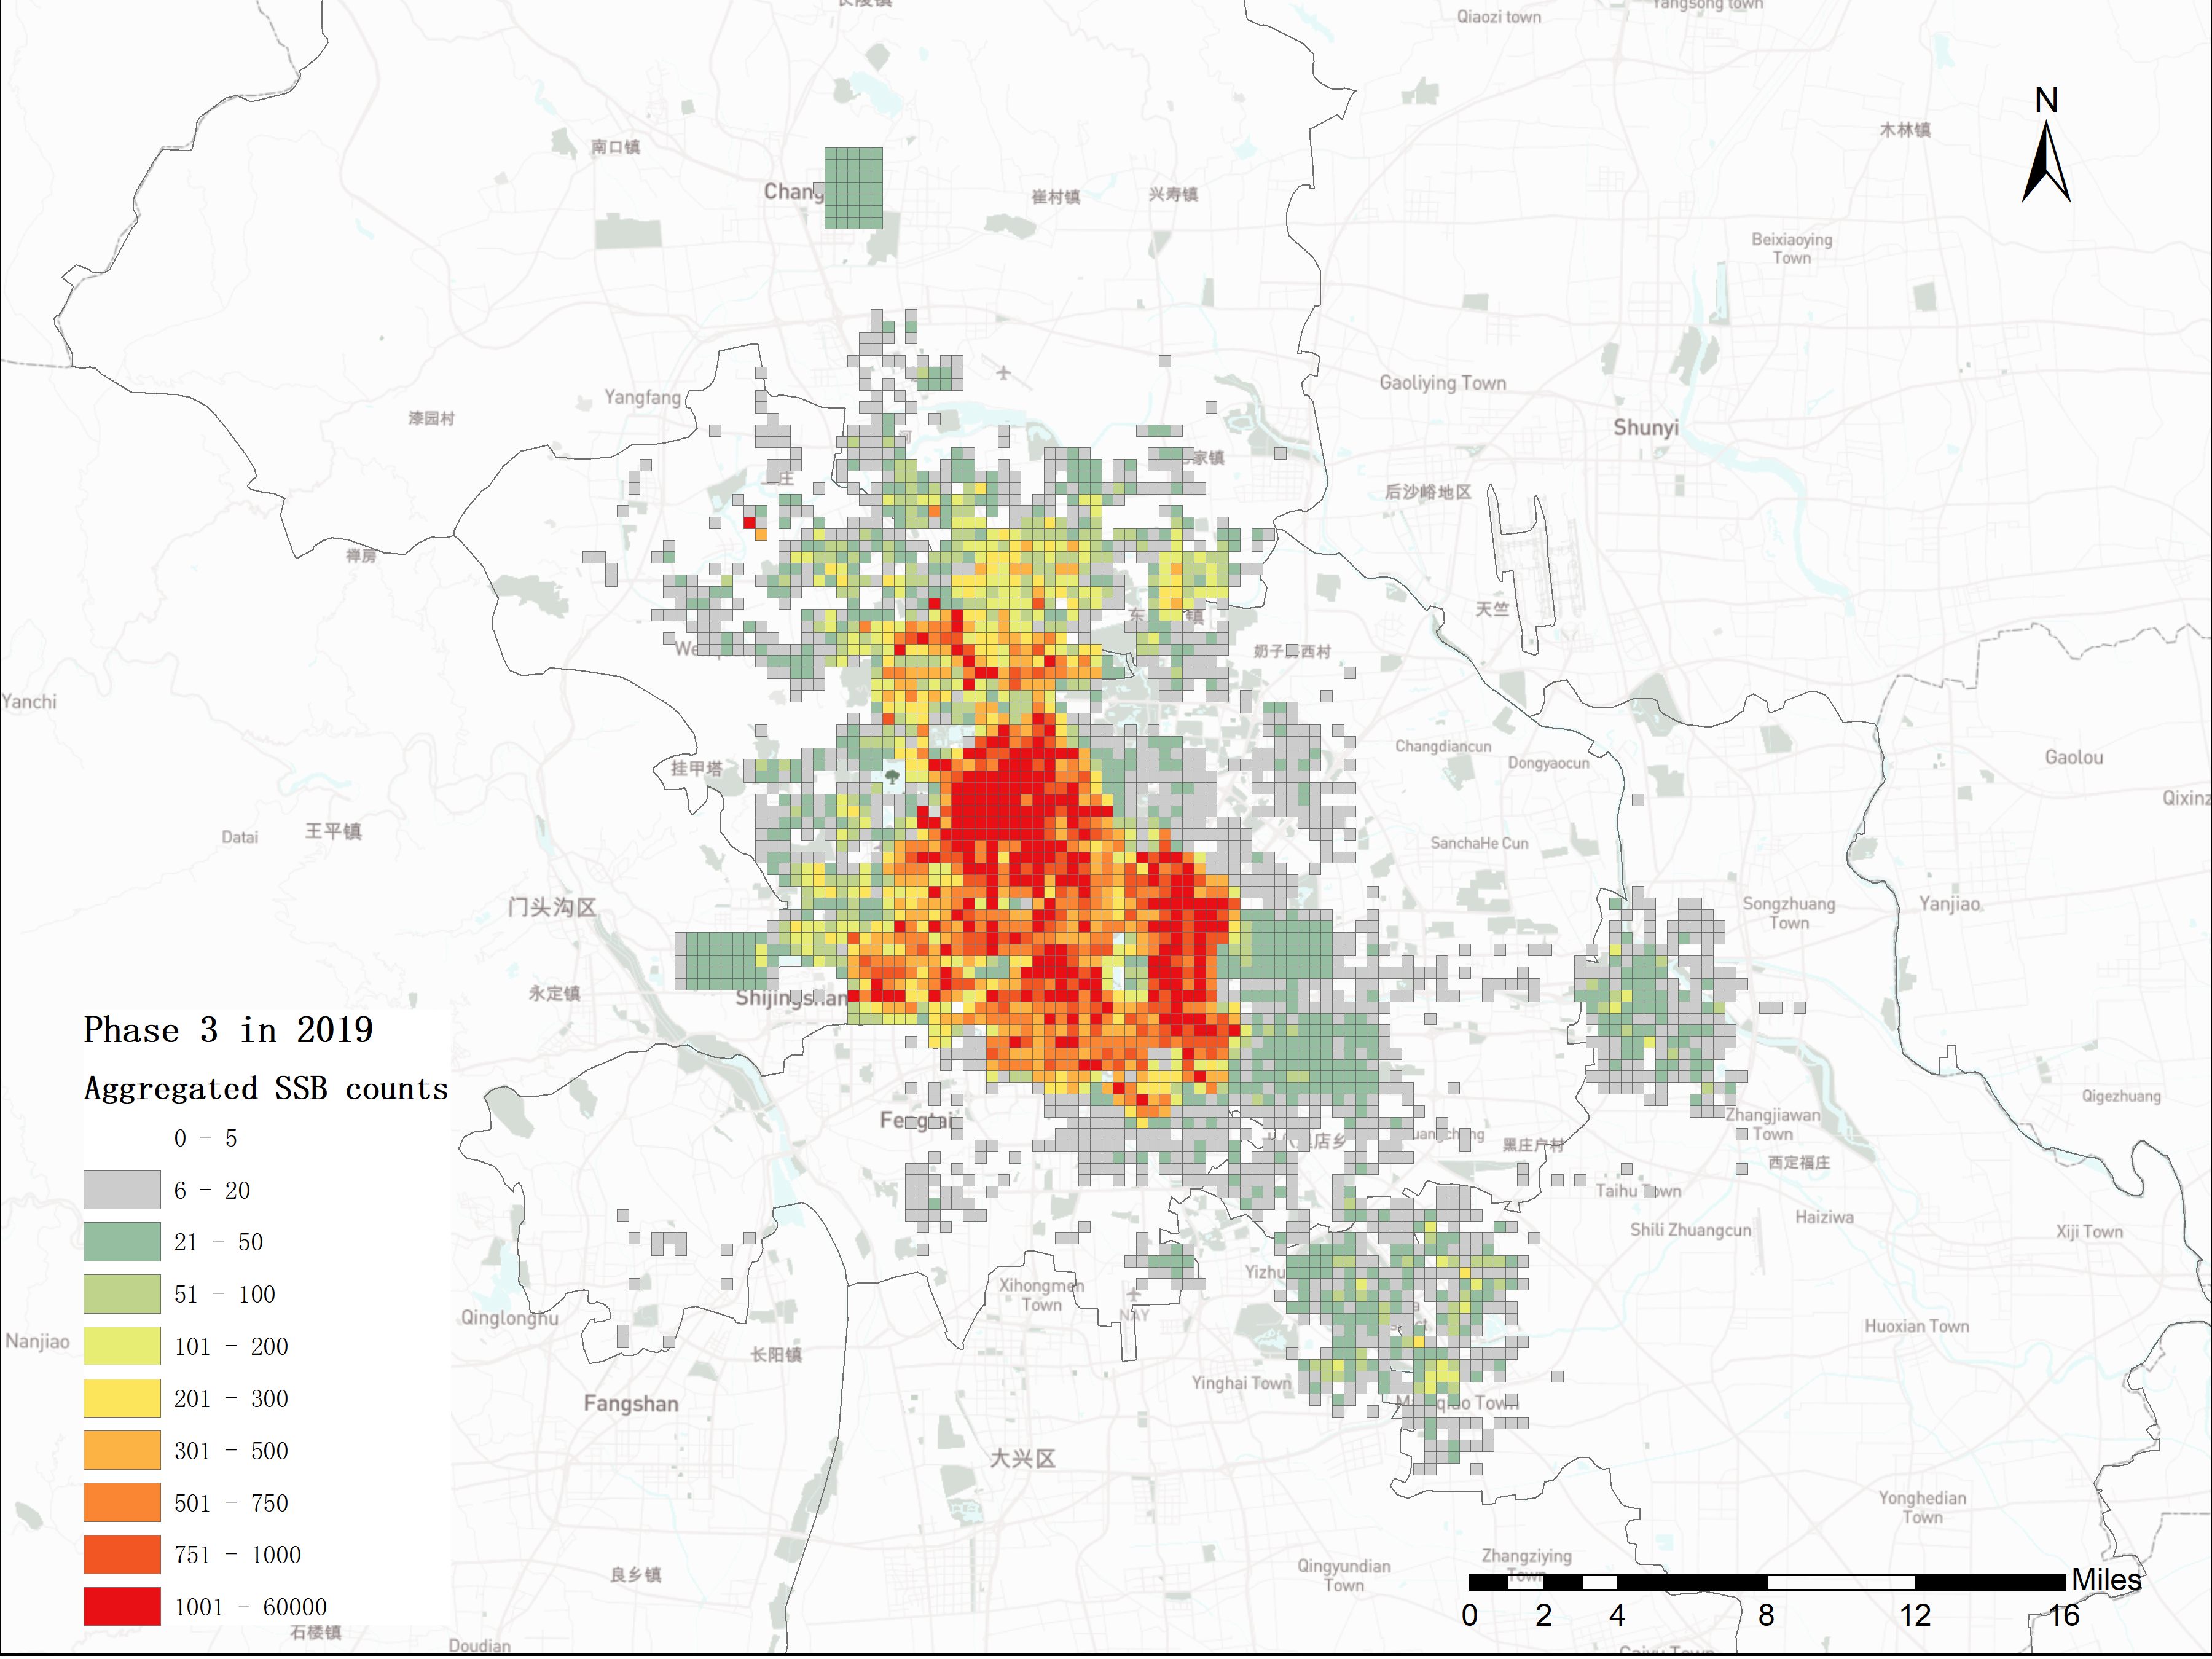 长陵镇
Qiaozi town
Yangsong town
N
木林镇
南口镇
Chang
崔村镇
兴寿镇
Beixiaoying
Town
Gaoliying Town
Yangfang
漆园村
Shunyi
河
家镇
庄
后沙峪地区
禅房
天竺
东
镇
We
奶子房西村
Yanchi
Changdiancun
Dongyaocun
Gaolou
挂甲塔
Qixinz
Datai
王平镇
SanchaHe Cun
门头沟区
Songzhuang
Town
Yanjiao
永定镇
Shijingshan
Phase 3 in 2019
Aggregated SSB counts
0 - 5
6 - 20
21 - 50
51 - 100
101 - 200
201 - 300
301 - 500
501 - 750
751 - 1000
1001 - 60000
Qigezhuang
Fengtai
店乡
黑庄户村
Zhangjiawan
Town
西定福庄
Taihu Town
Haiziwa
Shili Zhuangcun
Xiji Town
Yizhu
Xihongmen
Town
NAY
Qinglonghu
Nanjiao
长阳镇
Huoxian Town
Yinghai Town
Fangshan
Town
大兴区
Yonghedian
Town
良乡镇
Qingyundian
Town
Zhangziying
Town
Miles
0 2 4 8 12 16
石楼镇
Doudian